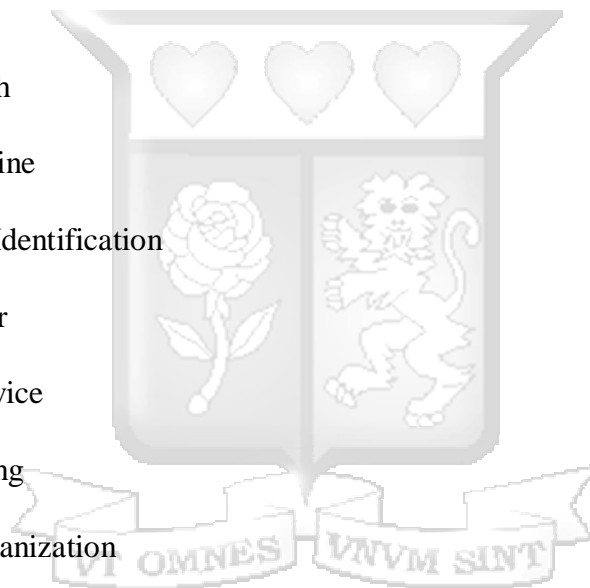 h
ine
Identification
r
vice
ng
anization
VT OMNES VNVM SINT